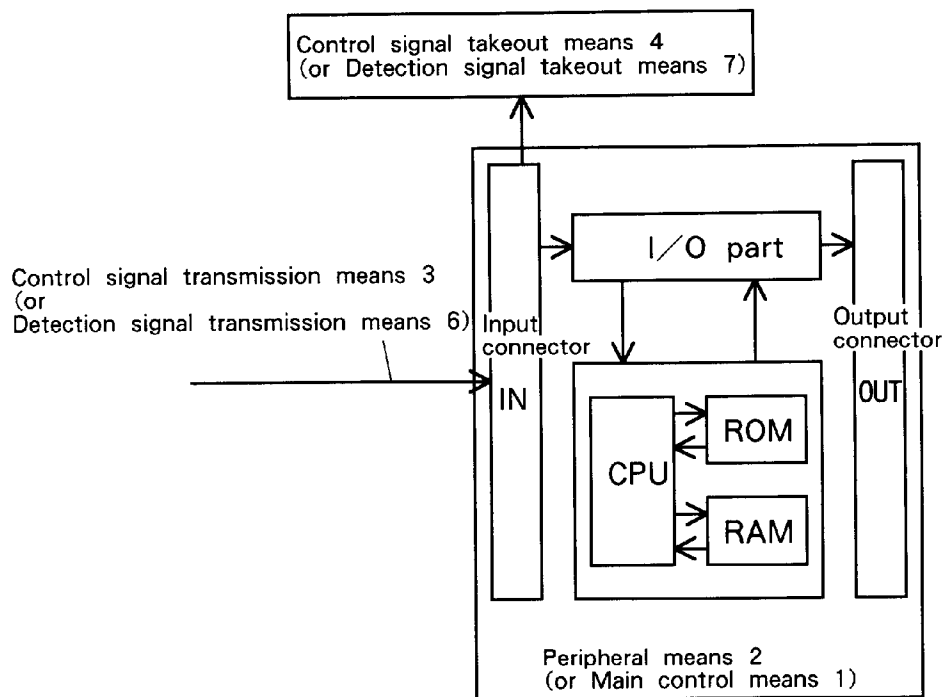 Control signal takeout means 4
(or Detection signal takeout means 7)
I/O part
Control signal transmission means 3
(or
Detection signal transmission means 6)
Input
connector
Output
connector
IN
OUT
CPU
ROM
RAM
Peripheral means 2
(or Main control means 1)